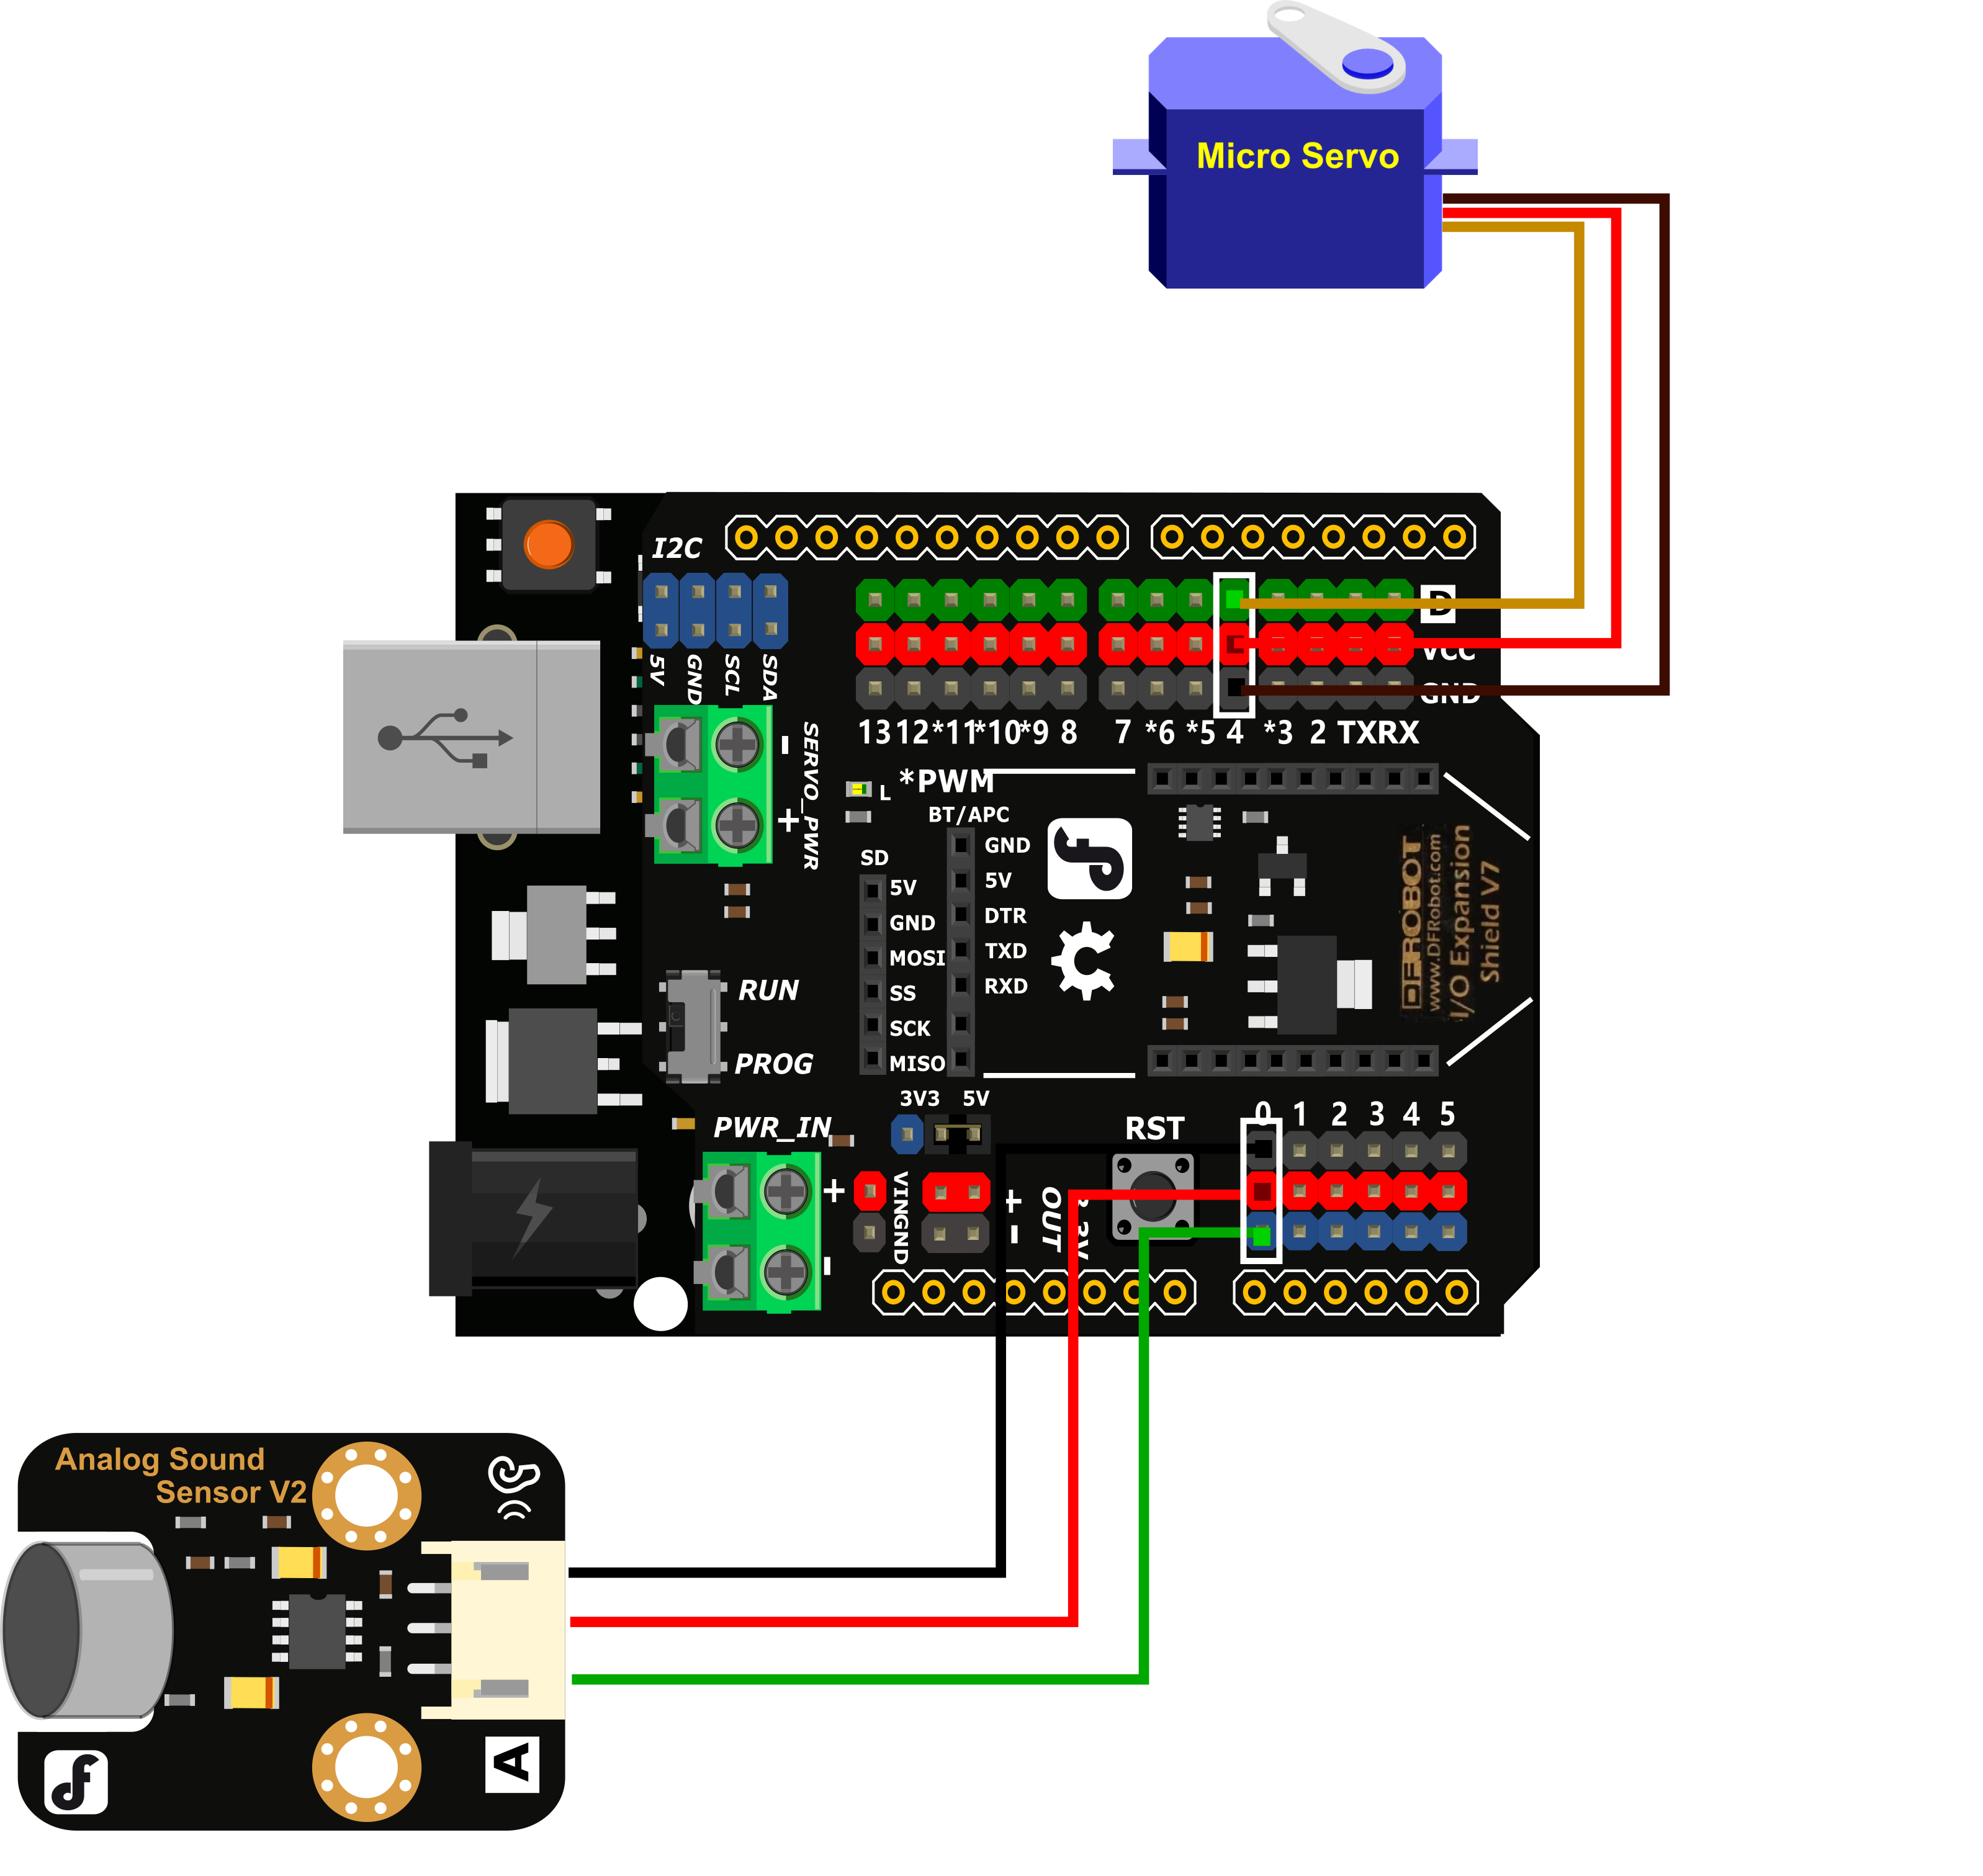 Micro Servo
I2C
5V
GND
SCL
SDA
D
VCC
GND
13 12 *11 *10 *9 8 7 *6 *5 4 *3 2 TX RX
SERVO_PWR
-
+
L
*PWM
BT/APC
GND
5V
DTR
TXD
RXD
SD
5V
GND
MOSI
SS
SCK
MISO
DFROBOT
www.DFRobot.com
I/O Expansion
Shield V7
RUN
PROG
3V3 5V
PWR_IN
+
-
VIN
GND
+
-
OUT
RST
0 1 2 3 4 5
Analog Sound
Sensor V2
A